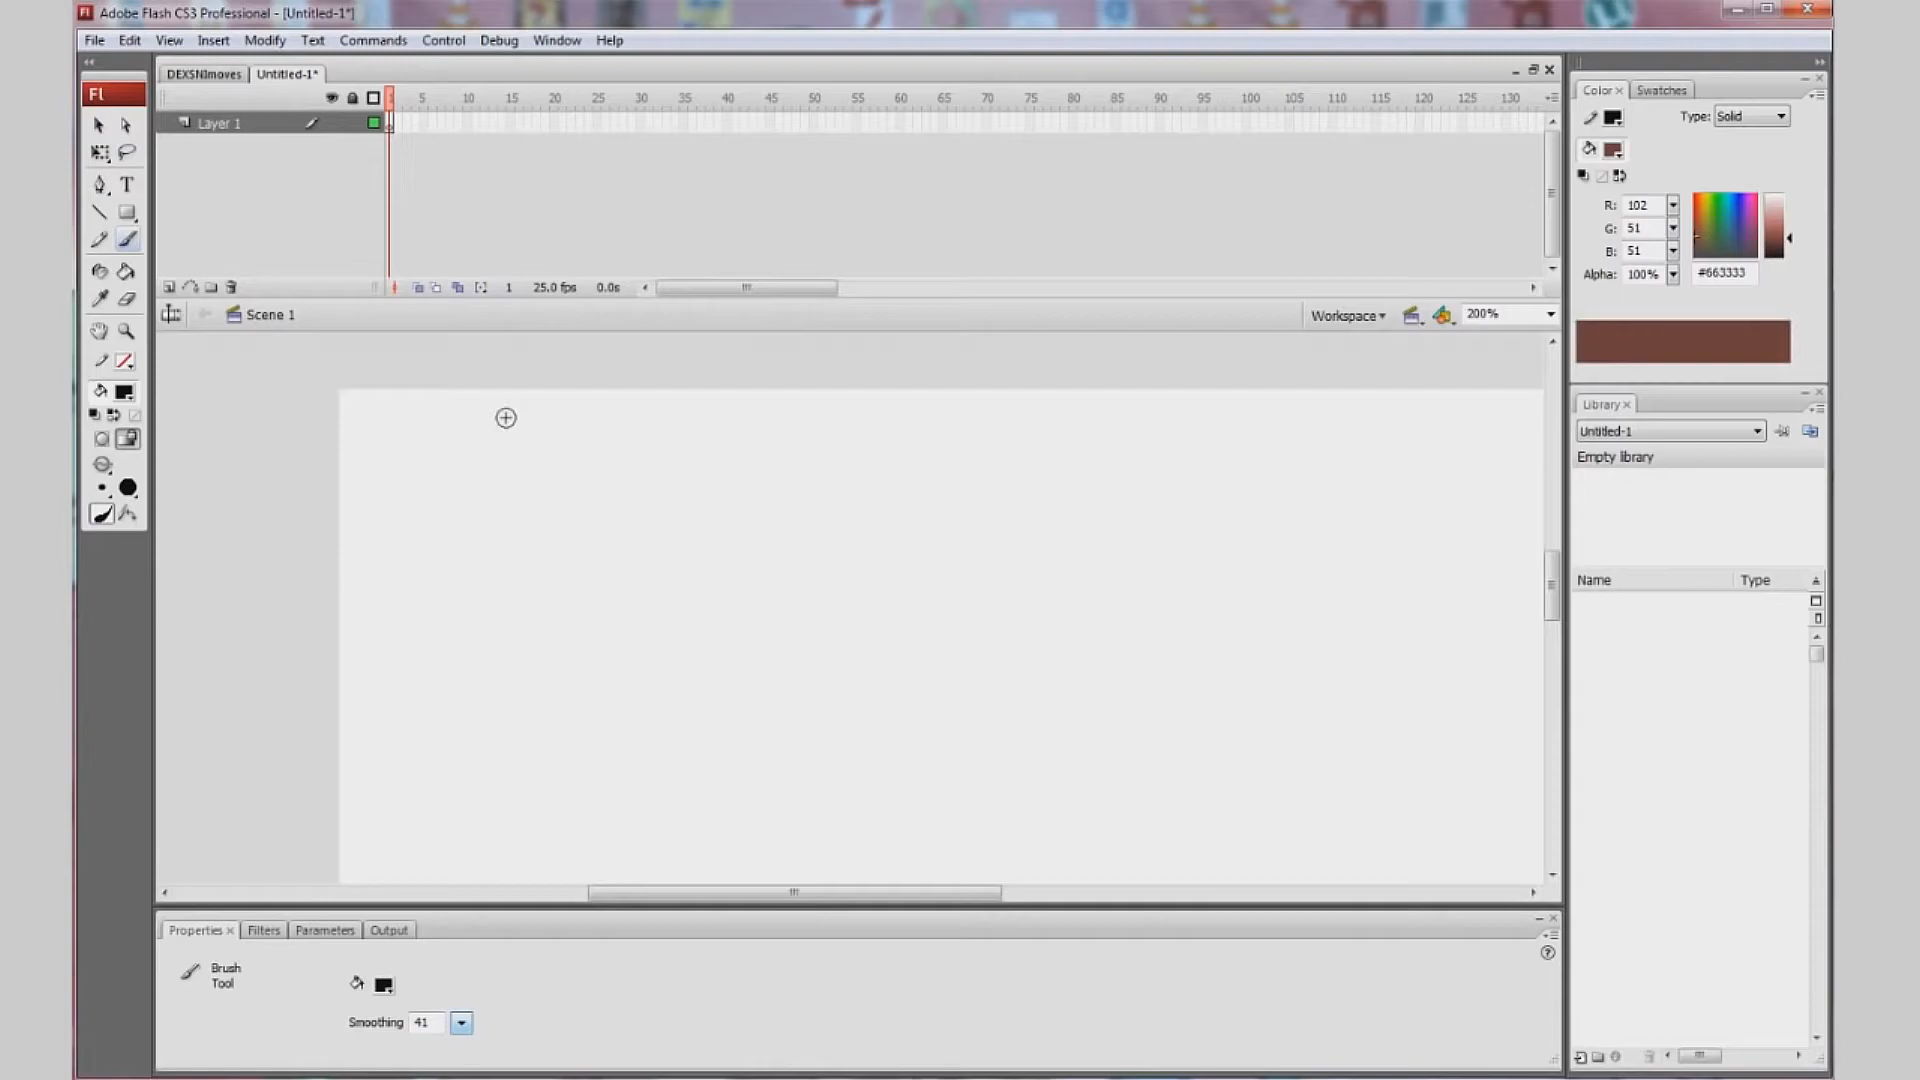 Adobe Flash CS3 Professional - [Untitled-1*]
File Edit View Insert Modify Text Commands Control Debug Window Help
DEXSNImoves Untitled-1*
Fl
5 10 15 20 25 30 35 40 45 50 55 60 65 70 75 80 85 90 95 100 105 110 115 120 125 130
Layer 1
1 25.0 fps 0.0s
Scene 1
Workspace 200%
Color Swatches
Type: Solid
R: 102
G: 51
B: 51
Alpha: 100% #663333
Library
Untitled-1
Empty library
Name Type
Properties Filters Parameters Output
Brush
Tool
Smoothing 41